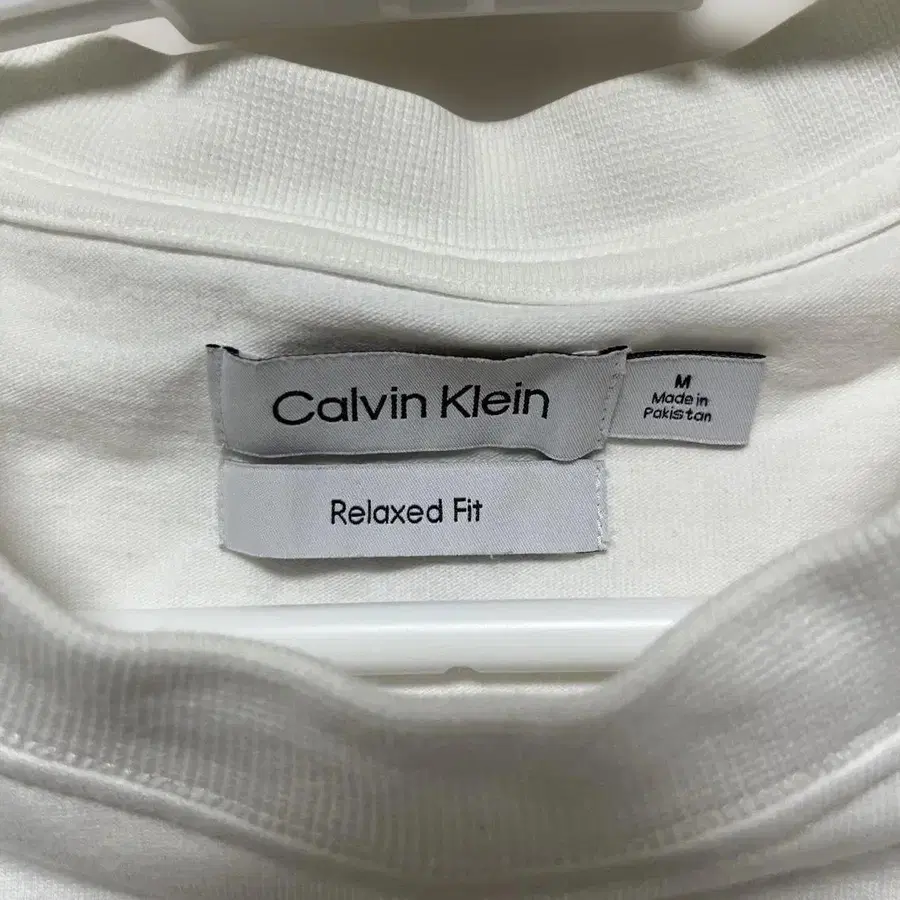 Calvin Klein
M
Made in
Pakistan
Relaxed Fit